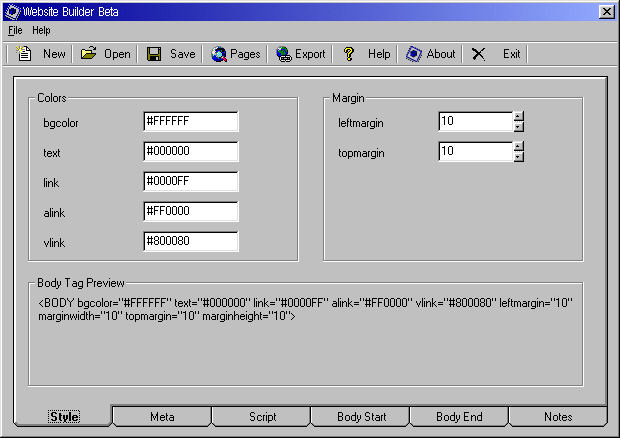 Website Builder Beta
File Help
New Open Save Pages Export Help About Exit
Colors
bgcolor #FFFFFF
text #000000
link #0000FF
alink #FF0000
vlink #800080
Margin
leftmargin 10
topmargin 10
Body Tag Preview
<BODY bgcolor="#FFFFFF" text="#000000" link="#0000FF" alink="#FF0000" vlink="#800080" leftmargin="10"
marginwidth="10" topmargin="10" marginheight="10">
Style Meta Script Body Start Body End Notes